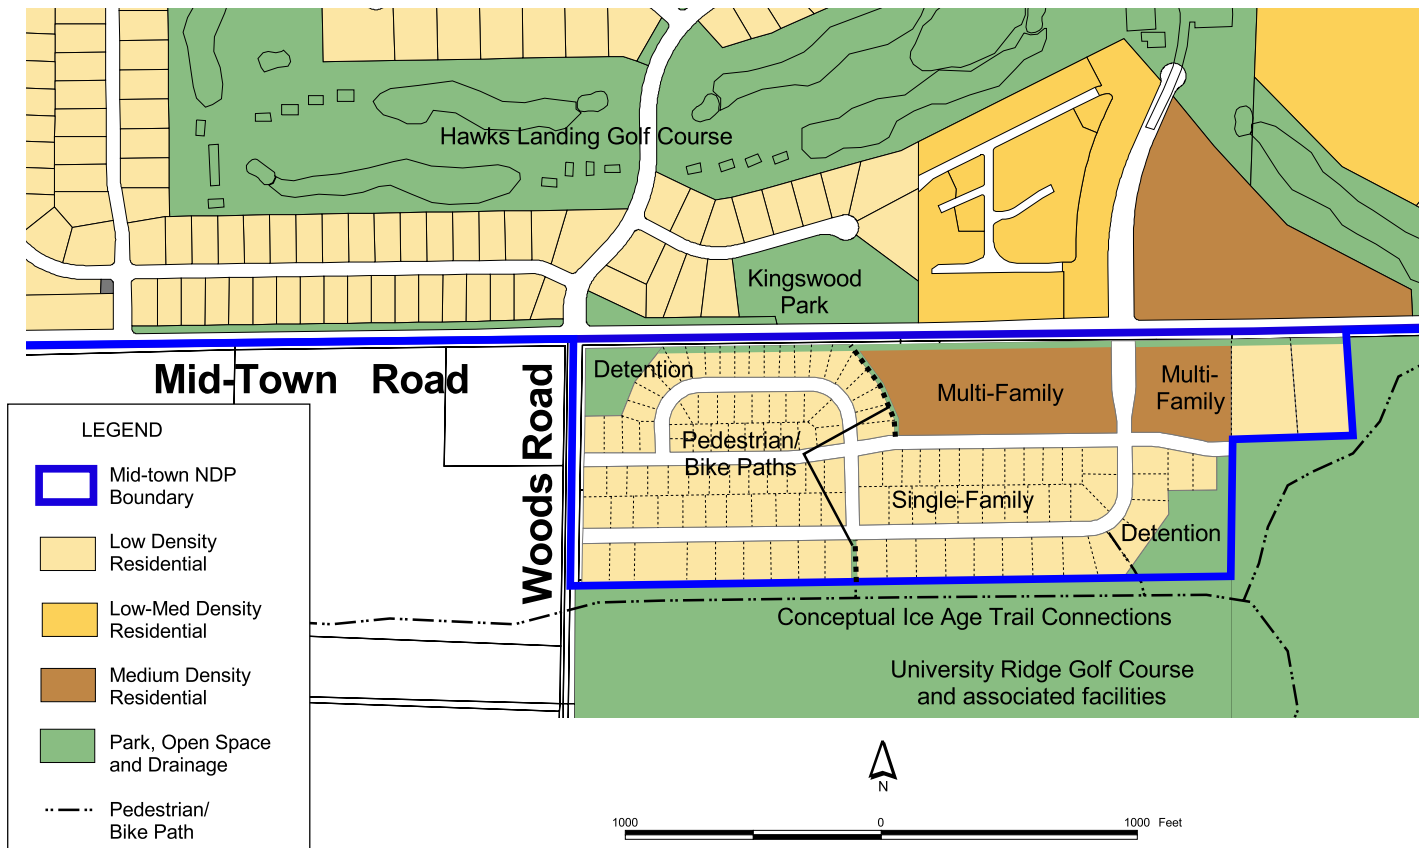 Hawks Landing Golf Course
Kingswood
Park
Mid-Town Road
Woods Road
Detention
Multi-Family
Multi-
Family
Pedestrian/
Bike Paths
Single-Family
Detention
Conceptual Ice Age Trail Connections
University Ridge Golf Course
and associated facilities
LEGEND
Mid-town NDP
Boundary
Low Density
Residential
Low-Med Density
Residential
Medium Density
Residential
Park, Open Space
and Drainage
Pedestrian/
Bike Path
N
1000 0 1000 Feet